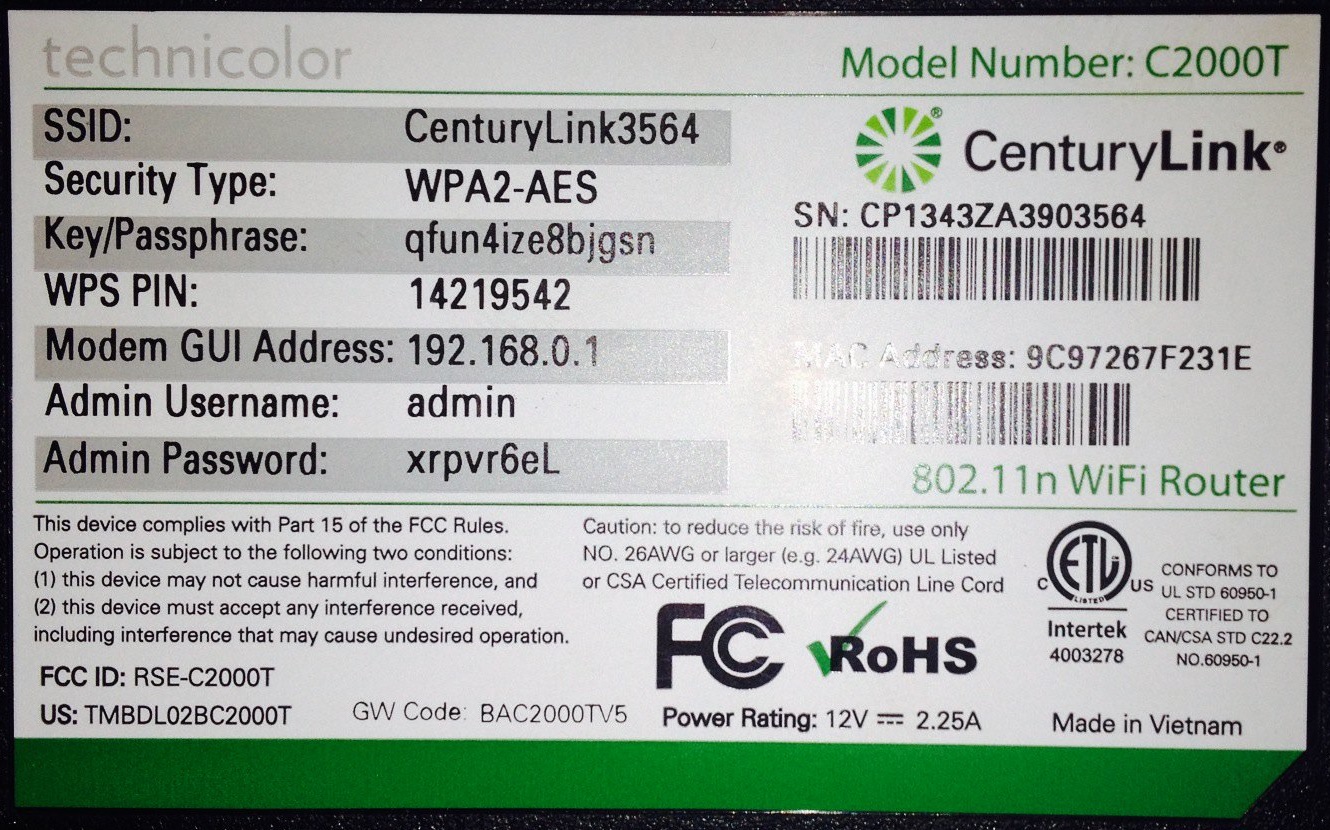 technicolor
Model Number: C2000T
SSID: CenturyLink3564
Security Type: WPA2-AES
Key/Passphrase: qfun4ize8bjgsn
WPS PIN: 14219542
Modem GUI Address: 192.168.0.1
Admin Username: admin
Admin Password: xrpvr6eL
CenturyLink®
SN: CP1343ZA3903564
MAC Address: 9C97267F231E
802.11n WiFi Router
This device complies with Part 15 of the FCC Rules.
Operation is subject to the following two conditions:
(1) this device may not cause harmful interference, and
(2) this device must accept any interference received,
including interference that may cause undesired operation.
FCC ID: RSE-C2000T
US: TMBDL02BC2000T
GW Code: BAC2000TV5
Caution: to reduce the risk of fire, use only
NO. 26AWG or larger (e.g. 24AWG) UL Listed
or CSA Certified Telecommunication Line Cord
FCC
RoHS
Power Rating: 12V ⎓ 2.25A
C ETL US
LISTED
Intertek
4003278
CONFORMS TO
UL STD 60950-1
CERTIFIED TO
CAN/CSA STD C22.2
NO.60950-1
Made in Vietnam